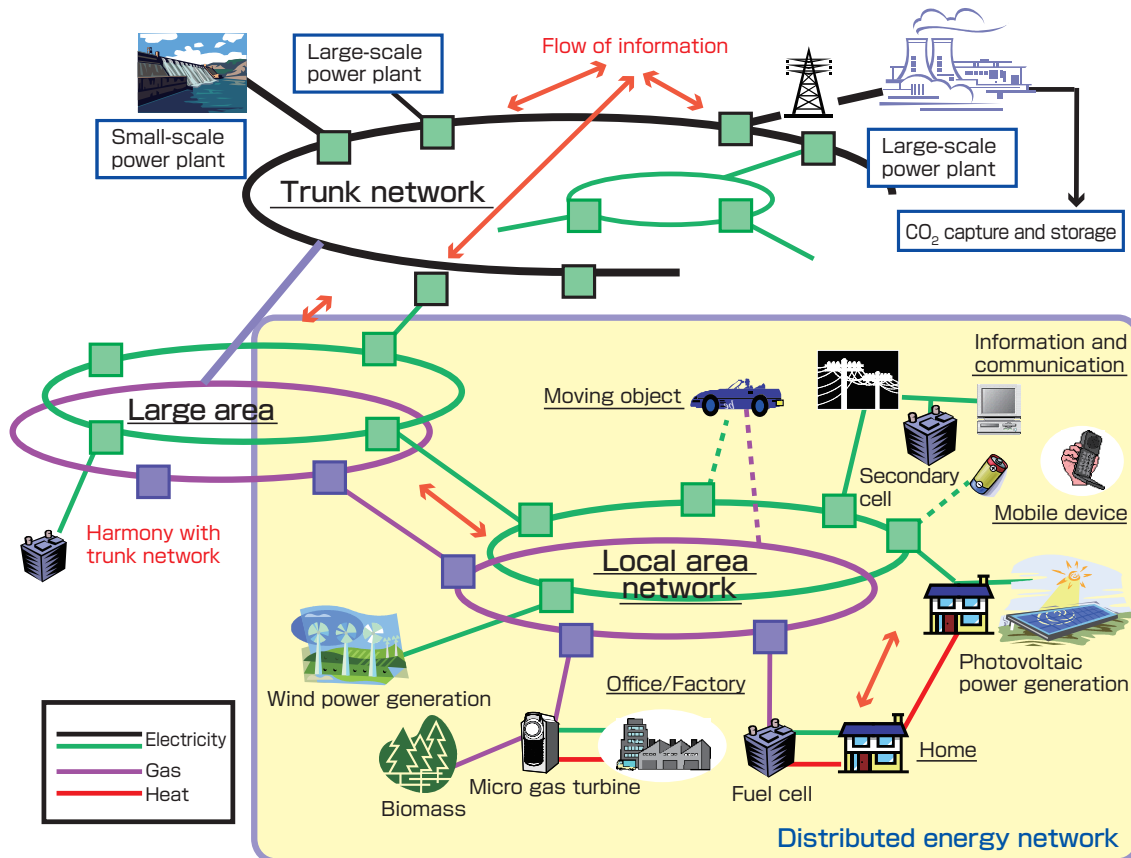 Large-scale
power plant
Flow of information
Small-scale
power plant
Large-scale
power plant
Trunk network
CO₂ capture and storage
Information and
communication
Moving object
Large area
Secondary
cell
Mobile device
Harmony with
trunk network
Local area
network
Wind power generation
Office/Factory
Photovoltaic
power generation
Electricity
Gas
Heat
Biomass
Micro gas turbine
Fuel cell
Home
Distributed energy network